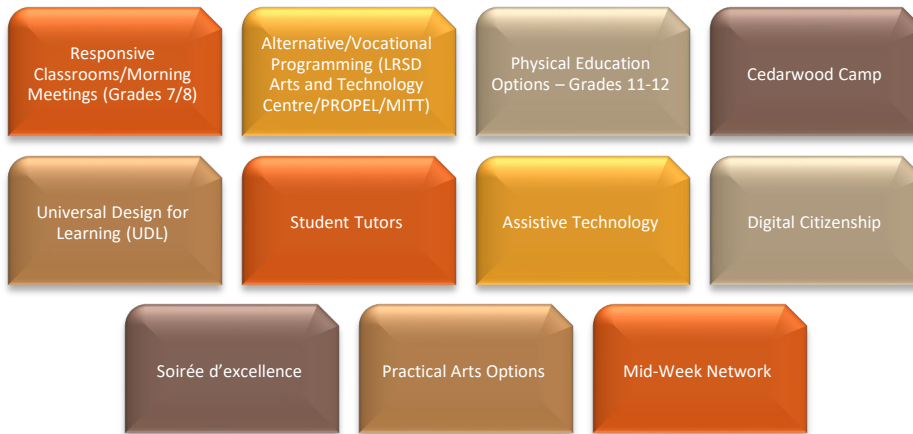 Responsive
Classrooms/Morning
Meetings (Grades 7/8)
Alternative/Vocational
Programming (LRSD
Arts and Technology
Centre/PROPEL/MITT)
Physical Education
Options – Grades 11-12
Cedarwood Camp
Universal Design for
Learning (UDL)
Student Tutors
Assistive Technology
Digital Citizenship
Soirée d’excellence
Practical Arts Options
Mid-Week Network